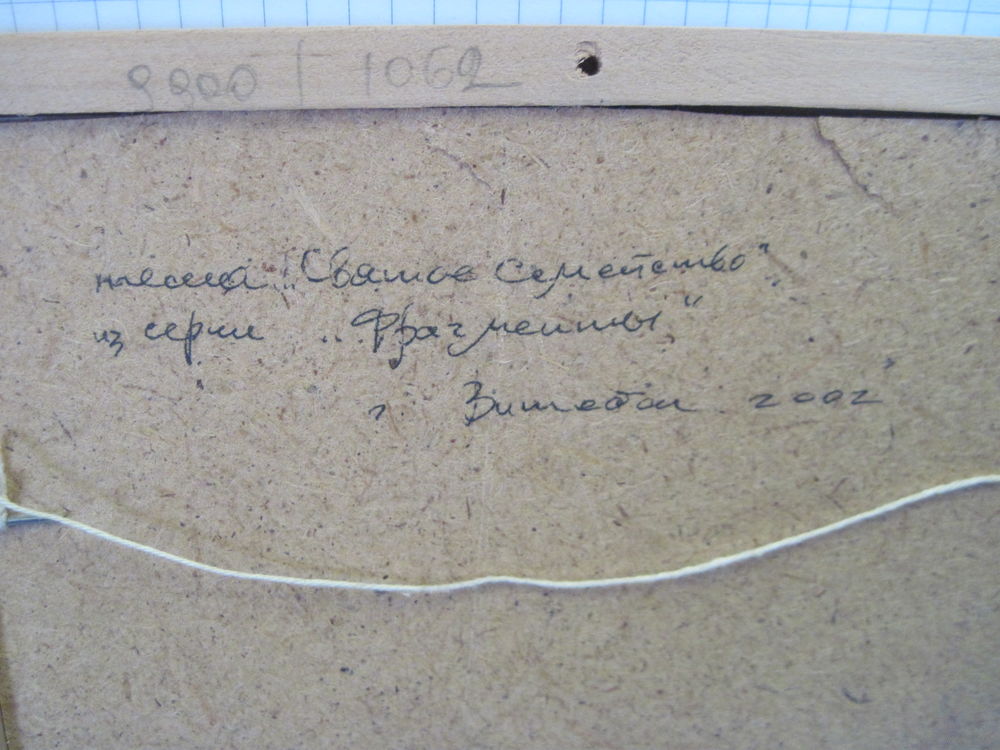 1062
„Святое Семейство"
из серии „Фрагменты"
г Витебск 2002